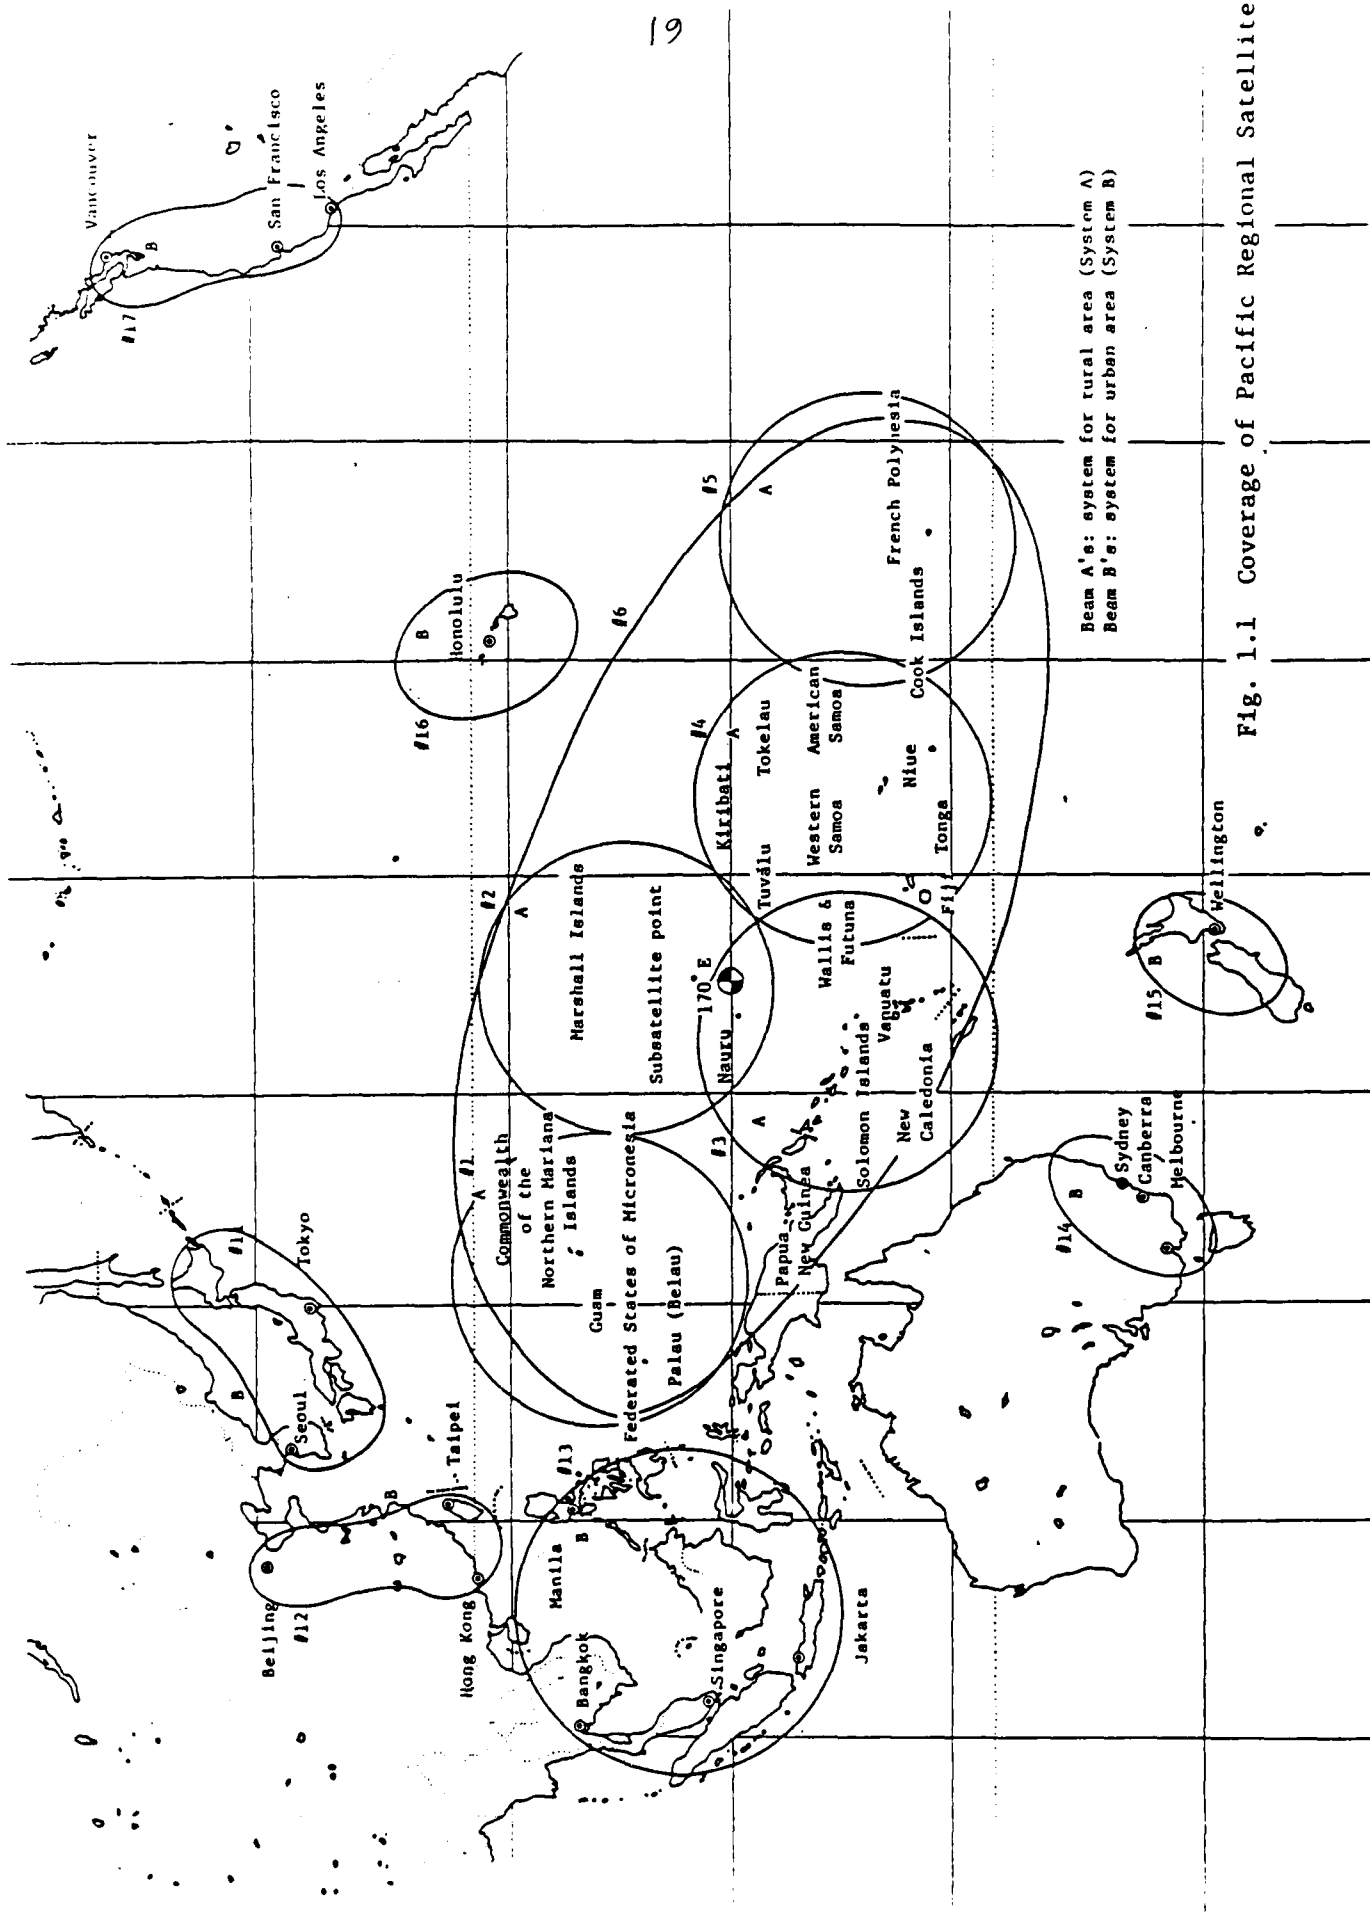 19
Vancouver
B
#17
San Francisco
Los Angeles
#11
Tokyo
B
Seoul
Beijing
#12
B
Taipei
Hong Kong
#16
B
Honolulu
#1
A
Commonwealth
of the
Northern Mariana
Islands
Guam
Federated States of Micronesia
Palau (Belau)
#2
A
Marshall Islands
Subsatellite point
170° E
Nauru
#6
#13
B
Manila
Bangkok
Singapore
Jakarta
#3
A
Papua
New Guinea
Solomon Islands
Vanuatu
New
Caledonia
Wallis &
Futuna
Fiji
#4
A
Kiribati
Tuvalu
Tokelau
Western
Samoa
American
Samoa
Niue
Tonga
#5
A
French Polynesia
Cook Islands
#14
B
Sydney
Canberra
Melbourne
#15
B
Wellington
Beam A's: system for rural area (System A)
Beam B's: system for urban area (System B)
Fig. 1.1 Coverage of Pacific Regional Satellite